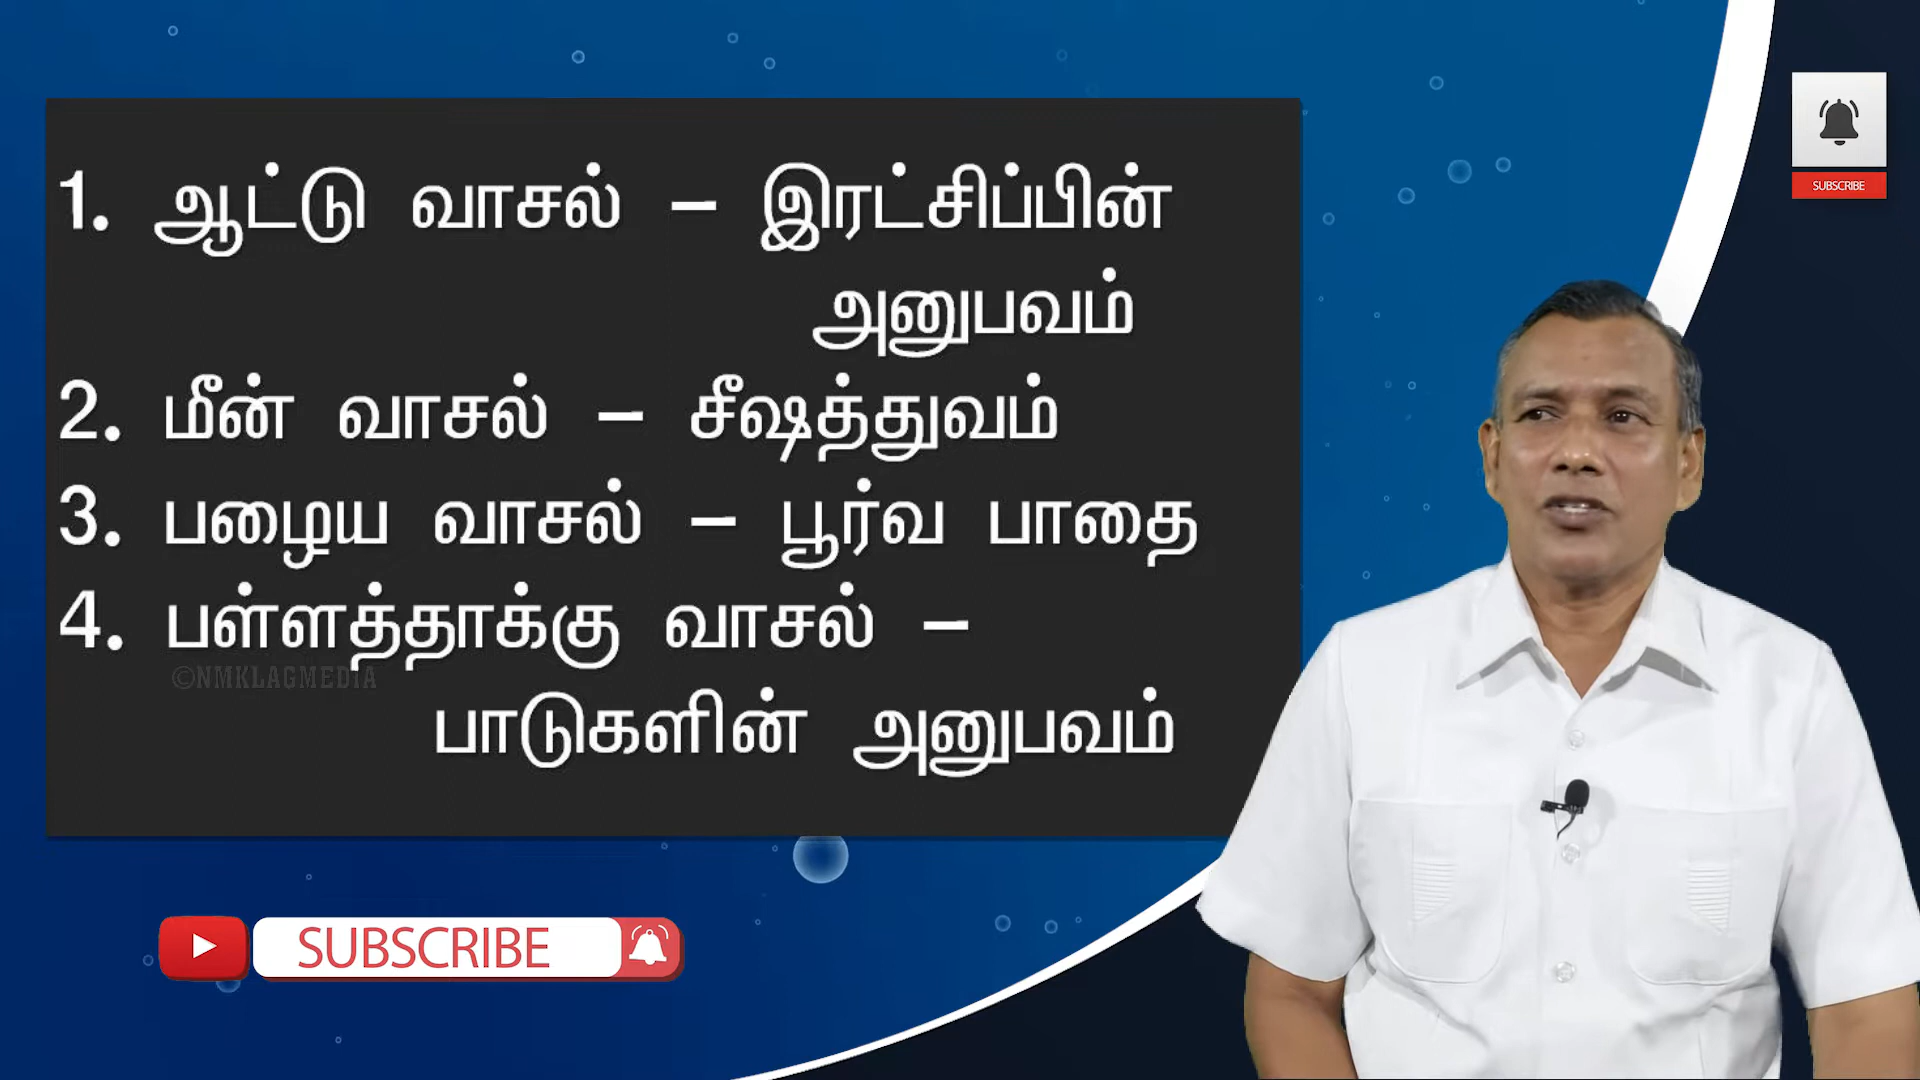 1. ஆட்டு வாசல் – இரட்சிப்பின்
அனுபவம்
2. மீன் வாசல் – சீஷத்துவம்
3. பழைய வாசல் – பூர்வ பாதை
4. பள்ளத்தாக்கு வாசல் –
©NMKLAGMEDIA
பாடுகளின் அனுபவம்
SUBSCRIBE
SUBSCRIBE